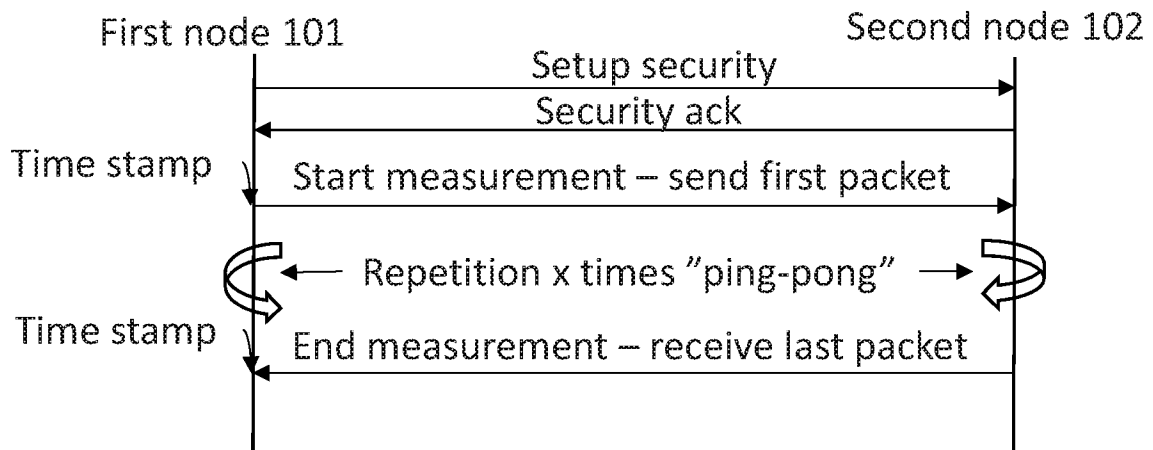 First node 101
Second node 102
Setup security
Security ack
Time stamp
Start measurement – send first packet
Repetition x times ”ping-pong”
Time stamp
End measurement – receive last packet